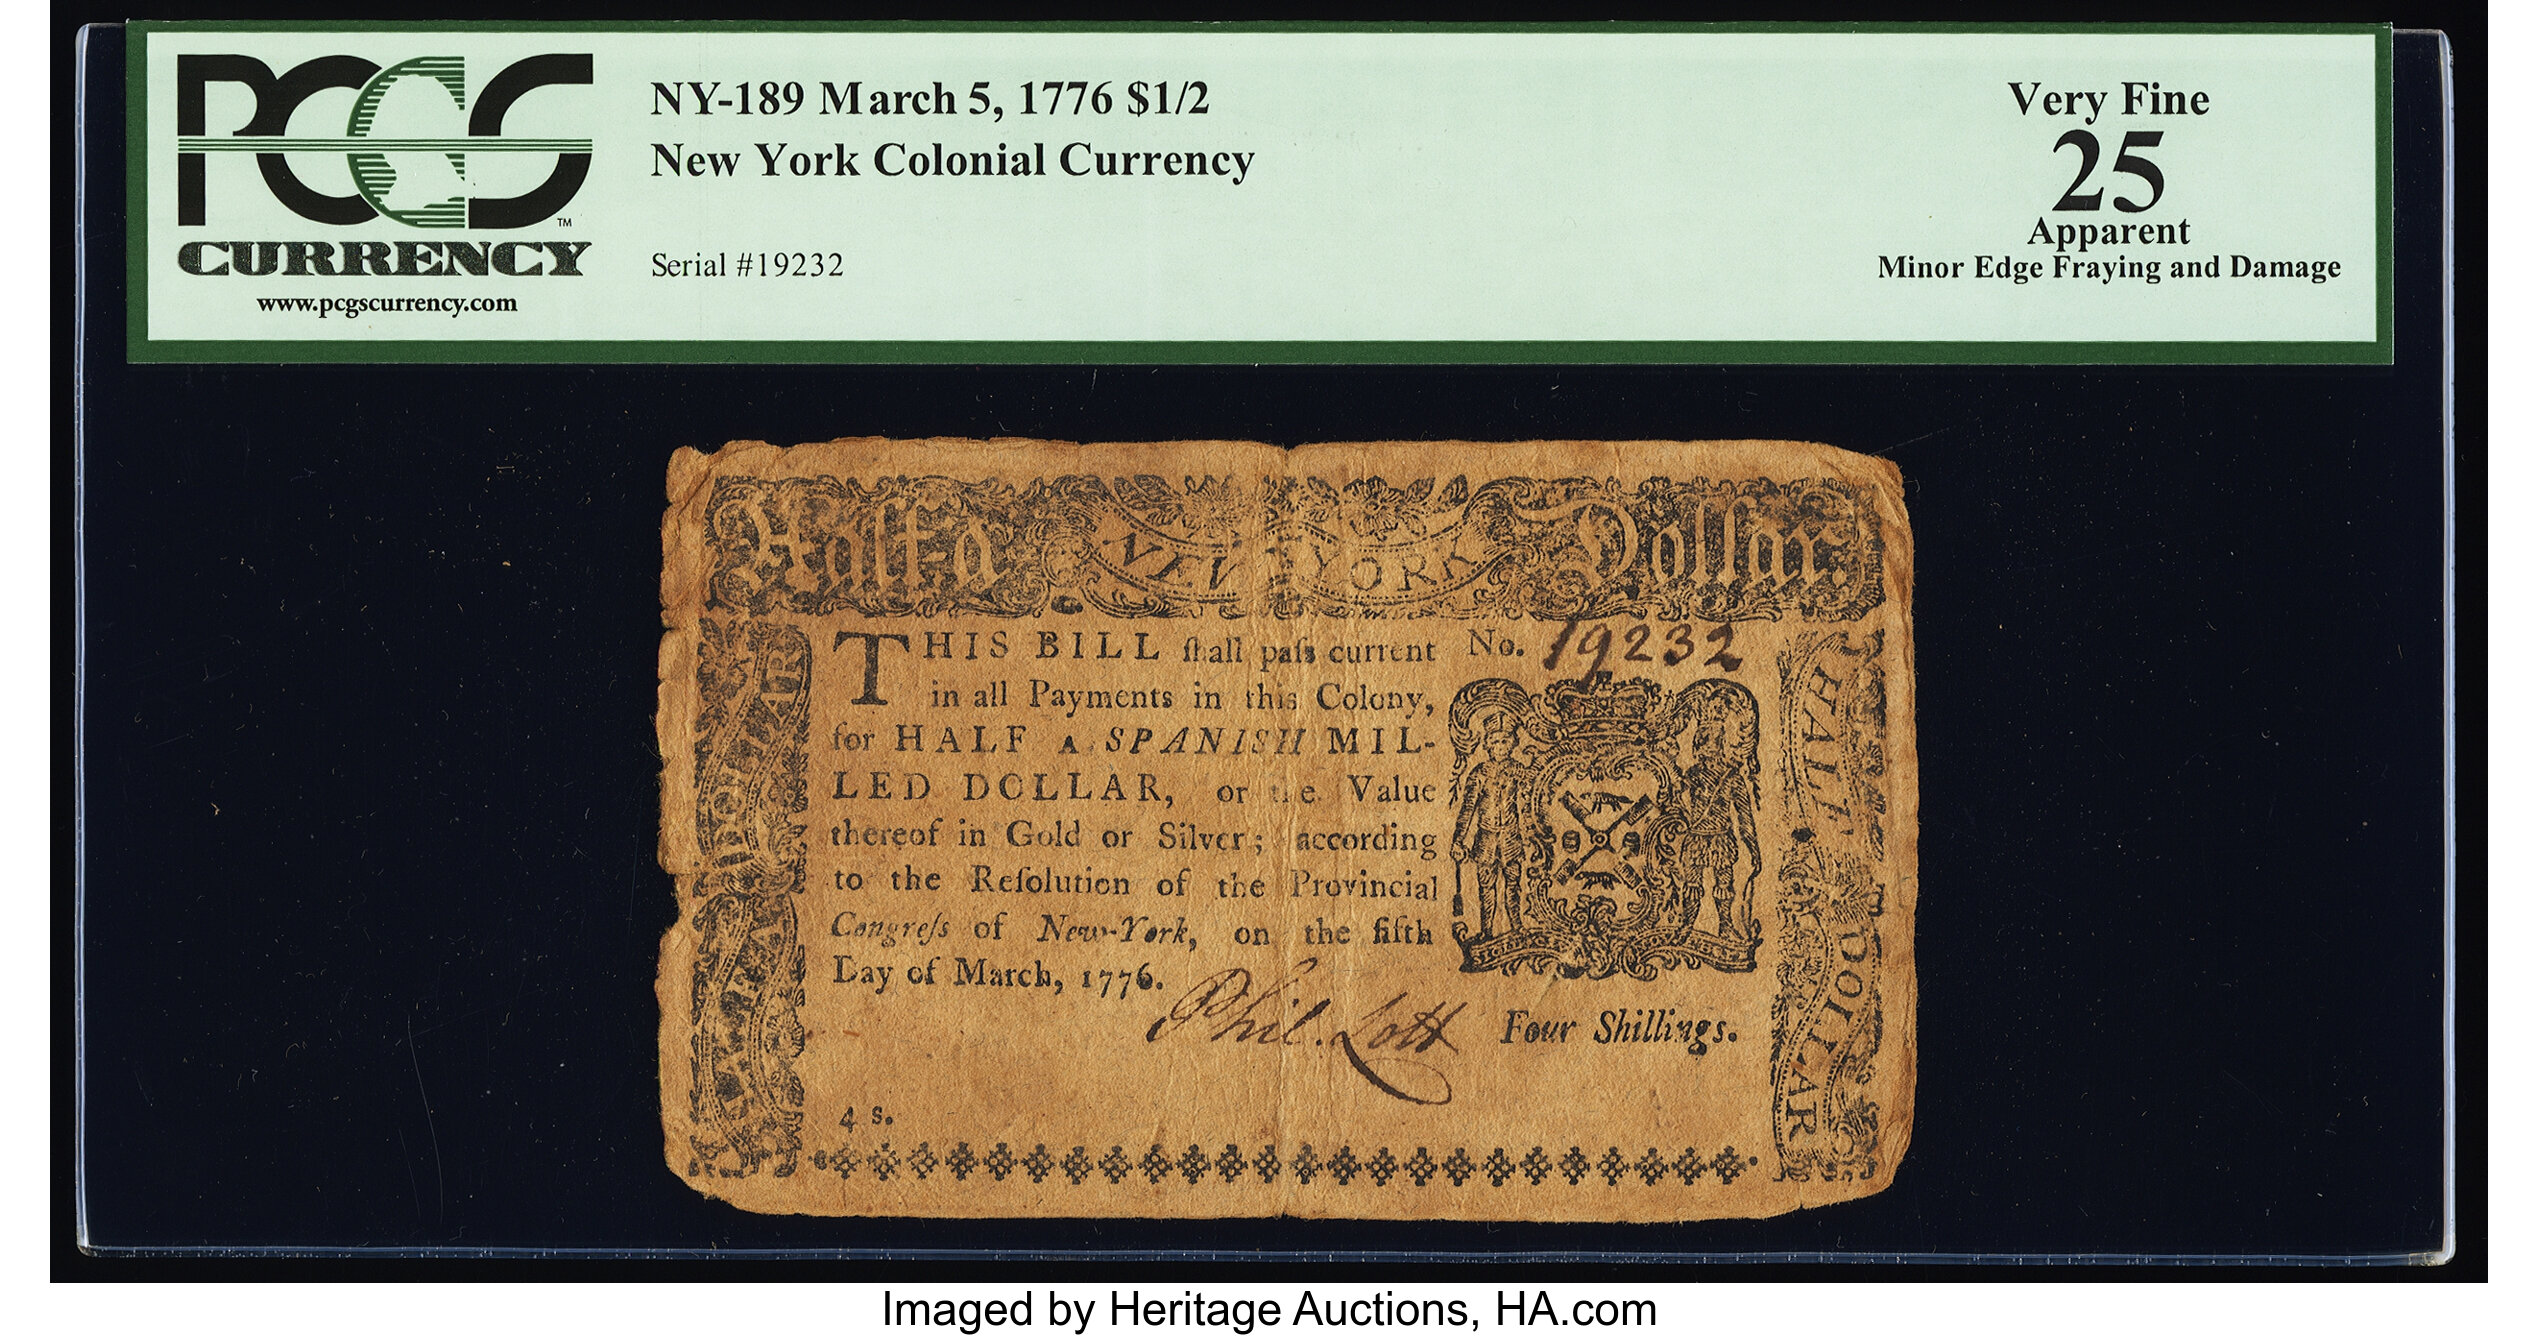 PCGS™
CURRENCY
www.pcgscurrency.com
NY-189 March 5, 1776 $1/2
New York Colonial Currency
Serial #19232
Very Fine
25
Apparent
Minor Edge Fraying and Damage
Half a NEW YORK Dollar.
THIS BILL ſhall paſs current
in all Payments in this Colony,
for HALF A SPANISH MIL-
LED DOLLAR, or the Value
thereof in Gold or Silver; according
to the Reſolution of the Provincial
Congreſs of New-York, on the fifth
Day of March, 1776.
No. 19232
Phil. Lott
Four Shillings.
4 s.
HALF DOLLAR
Imaged by Heritage Auctions, HA.com